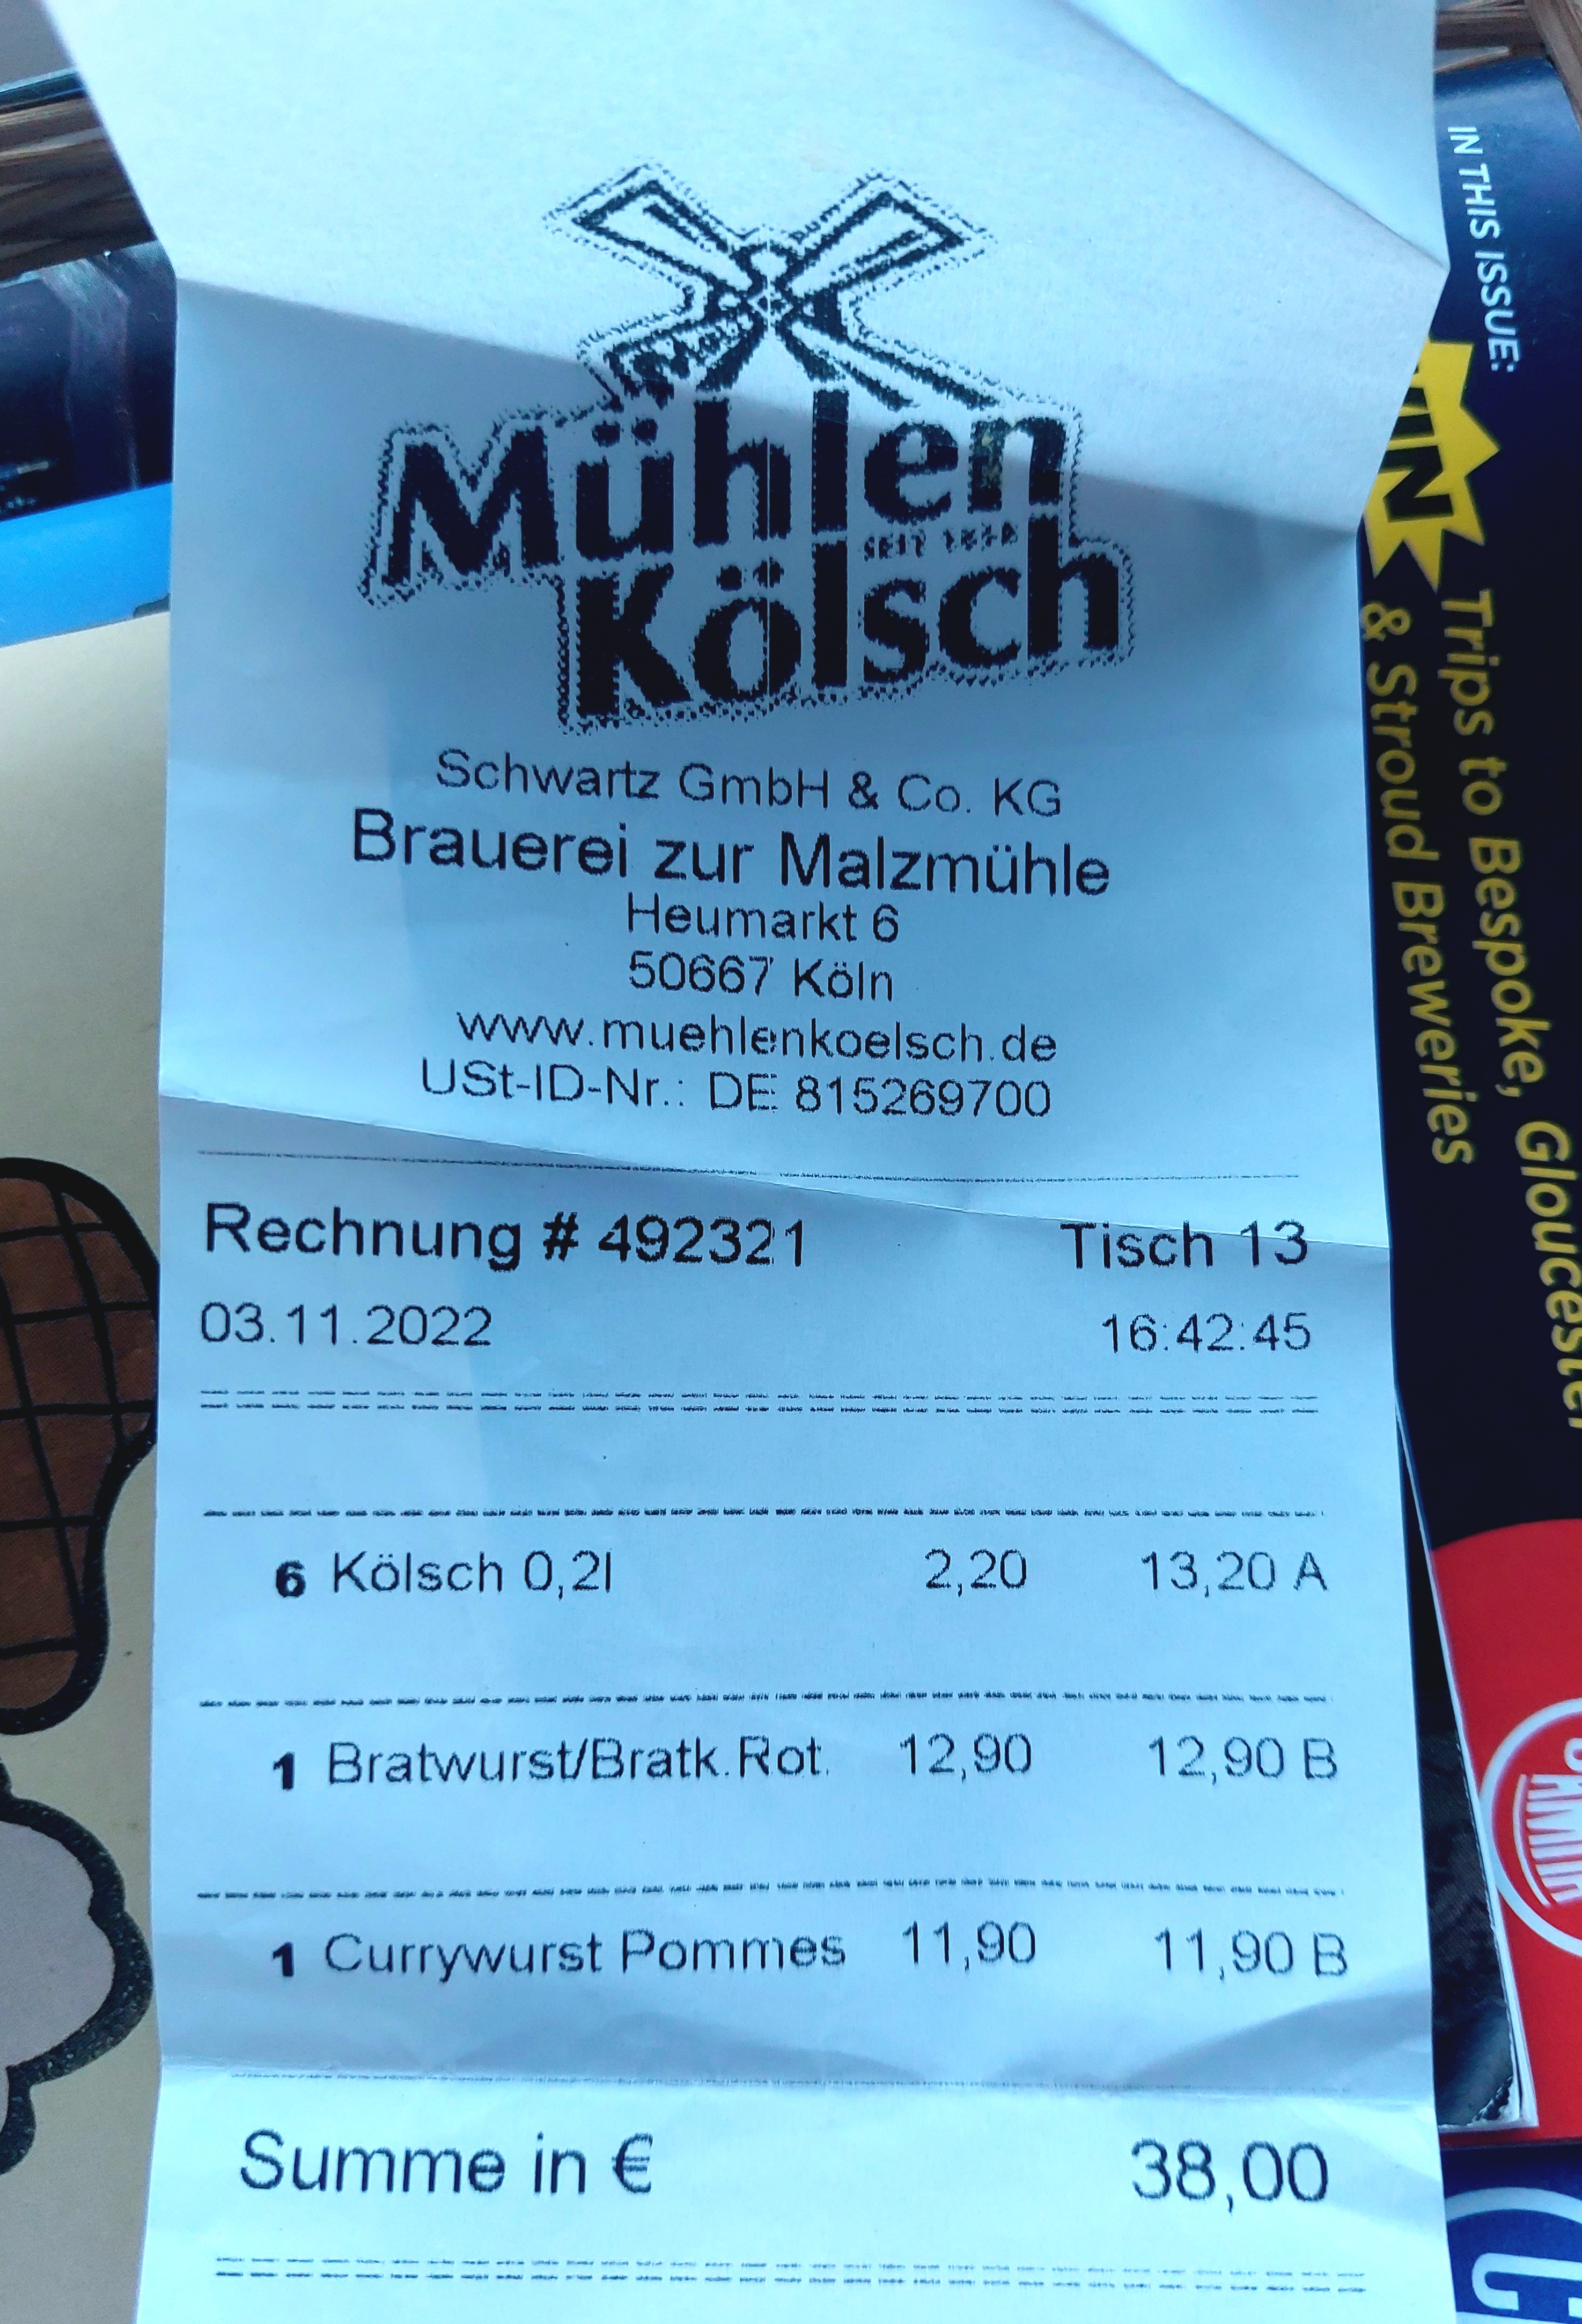 Mühlen
SEIT 1858
Kölsch
Schwartz GmbH & Co. KG
Brauerei zur Malzmühle
Heumarkt 6
50667 Köln
www.muehlenkoelsch.de
USt-ID-Nr.: DE 815269700
Rechnung # 492321 Tisch 13
03.11.2022 16:42:45
6 Kölsch 0,2l 2,20 13,20 A
1 Bratwurst/Bratk.Rot. 12,90 12,90 B
1 Currywurst Pommes 11,90 11,90 B
Summe in € 38,00
IN THIS ISSUE:
WIN
Trips to Bespoke, Gloucester
& Stroud Breweries